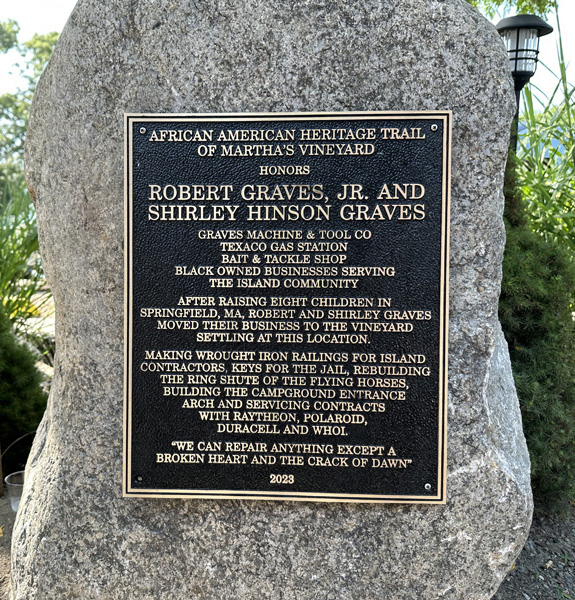 AFRICAN AMERICAN HERITAGE TRAIL
OF MARTHA'S VINEYARD
HONORS
ROBERT GRAVES, JR. AND
SHIRLEY HINSON GRAVES
GRAVES MACHINE & TOOL CO
TEXACO GAS STATION
BAIT & TACKLE SHOP
BLACK OWNED BUSINESSES SERVING
THE ISLAND COMMUNITY
AFTER RAISING EIGHT CHILDREN IN
SPRINGFIELD, MA, ROBERT AND SHIRLEY GRAVES
MOVED THEIR BUSINESS TO THE VINEYARD
SETTLING AT THIS LOCATION.
MAKING WROUGHT IRON RAILINGS FOR ISLAND
CONTRACTORS, KEYS FOR THE JAIL, REBUILDING
THE RING SHUTE OF THE FLYING HORSES,
BUILDING THE CAMPGROUND ENTRANCE
ARCH AND SERVICING CONTRACTS
WITH RAYTHEON, POLAROID,
DURACELL AND WHOI.
"WE CAN REPAIR ANYTHING EXCEPT A
BROKEN HEART AND THE CRACK OF DAWN"
2023